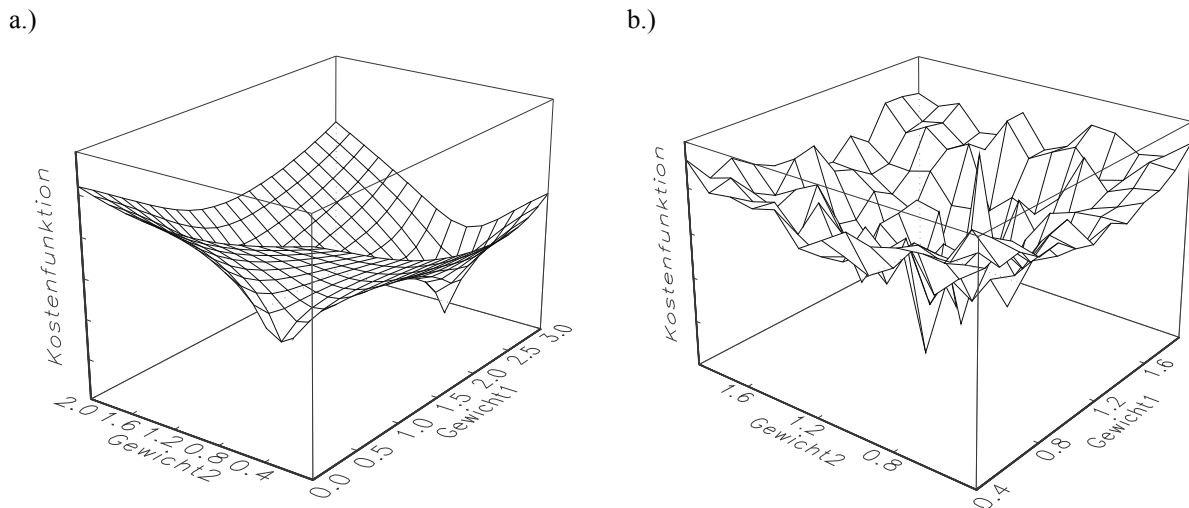 a.)
Kostenfunktion
2.0 1.6 1.2 0.8 0.4
Gewicht2
0.0 0.5 1.0 1.5 2.0 2.5 3.0
Gewicht1
b.)
Kostenfunktion
1.6 1.2 0.8
Gewicht2
0.4 0.8 1.2 1.6
Gewicht1